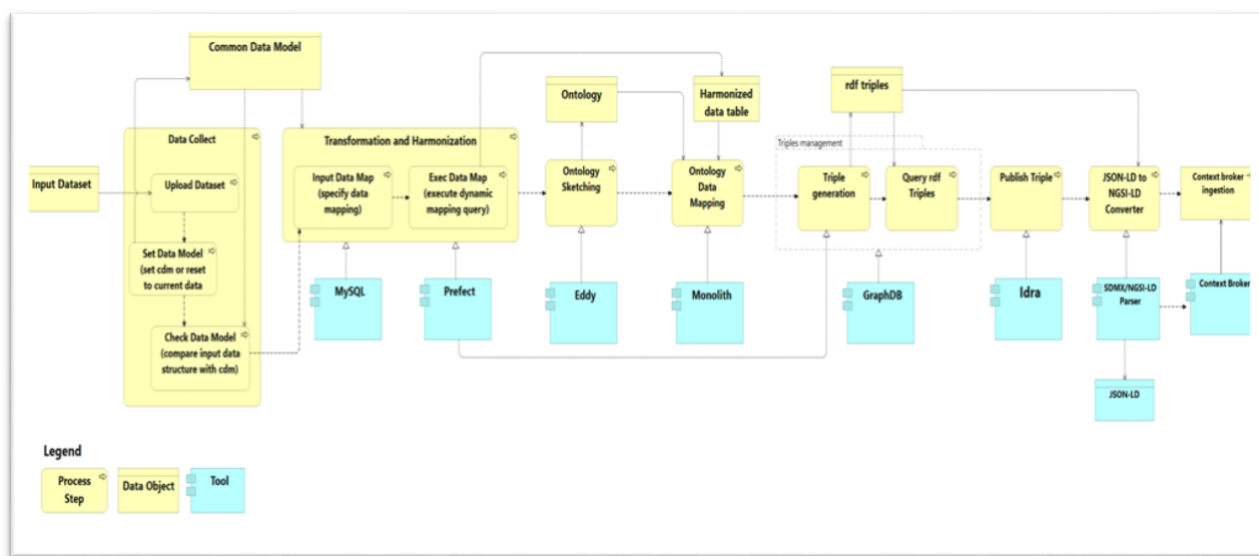 Common Data Model
Data Collect
Input Dataset
Upload Dataset
Set Data Model
(set cdm or reset
to current data
Check Data Model
(compare input data
structure with cdm)
Transformation and Harmonization
Input Data Map
(specify data
mapping)
Exec Data Map
(execute dynamic
mapping query)
MySQL
Prefect
Ontology
Ontology
Sketching
Eddy
Harmonized
data table
Ontology
Data
Mapping
Monolith
rdf triples
Triples management
Triple
generation
Query rdf
Triples
GraphDB
Publish Triple
Idra
JSON-LD to
NGSI-LD
Converter
SDMX/NGSI-LD
Parser
JSON-LD
Context broker
ingestion
Context Broker
Legend
Process
Step
Data Object
Tool